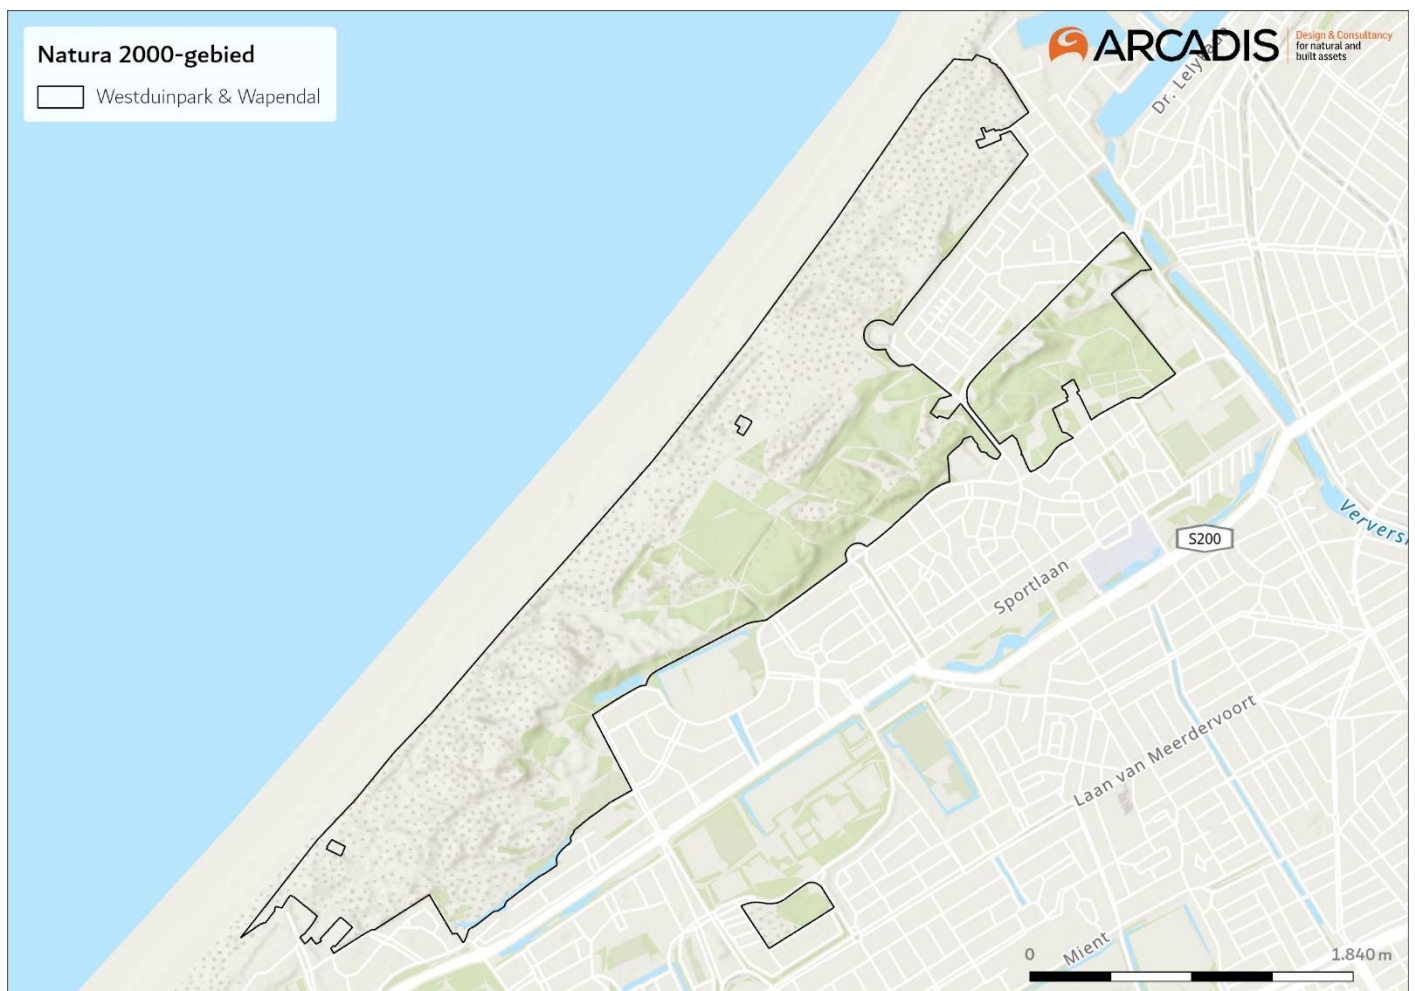 Natura 2000-gebied
Westduinpark & Wapendal
ARCADIS
Design & Consultancy
for natural and
built assets
Dr. Lelylaan
S200
Ververs
Sportlaan
Laan van Meerdervoort
Mient
0
1.840 m